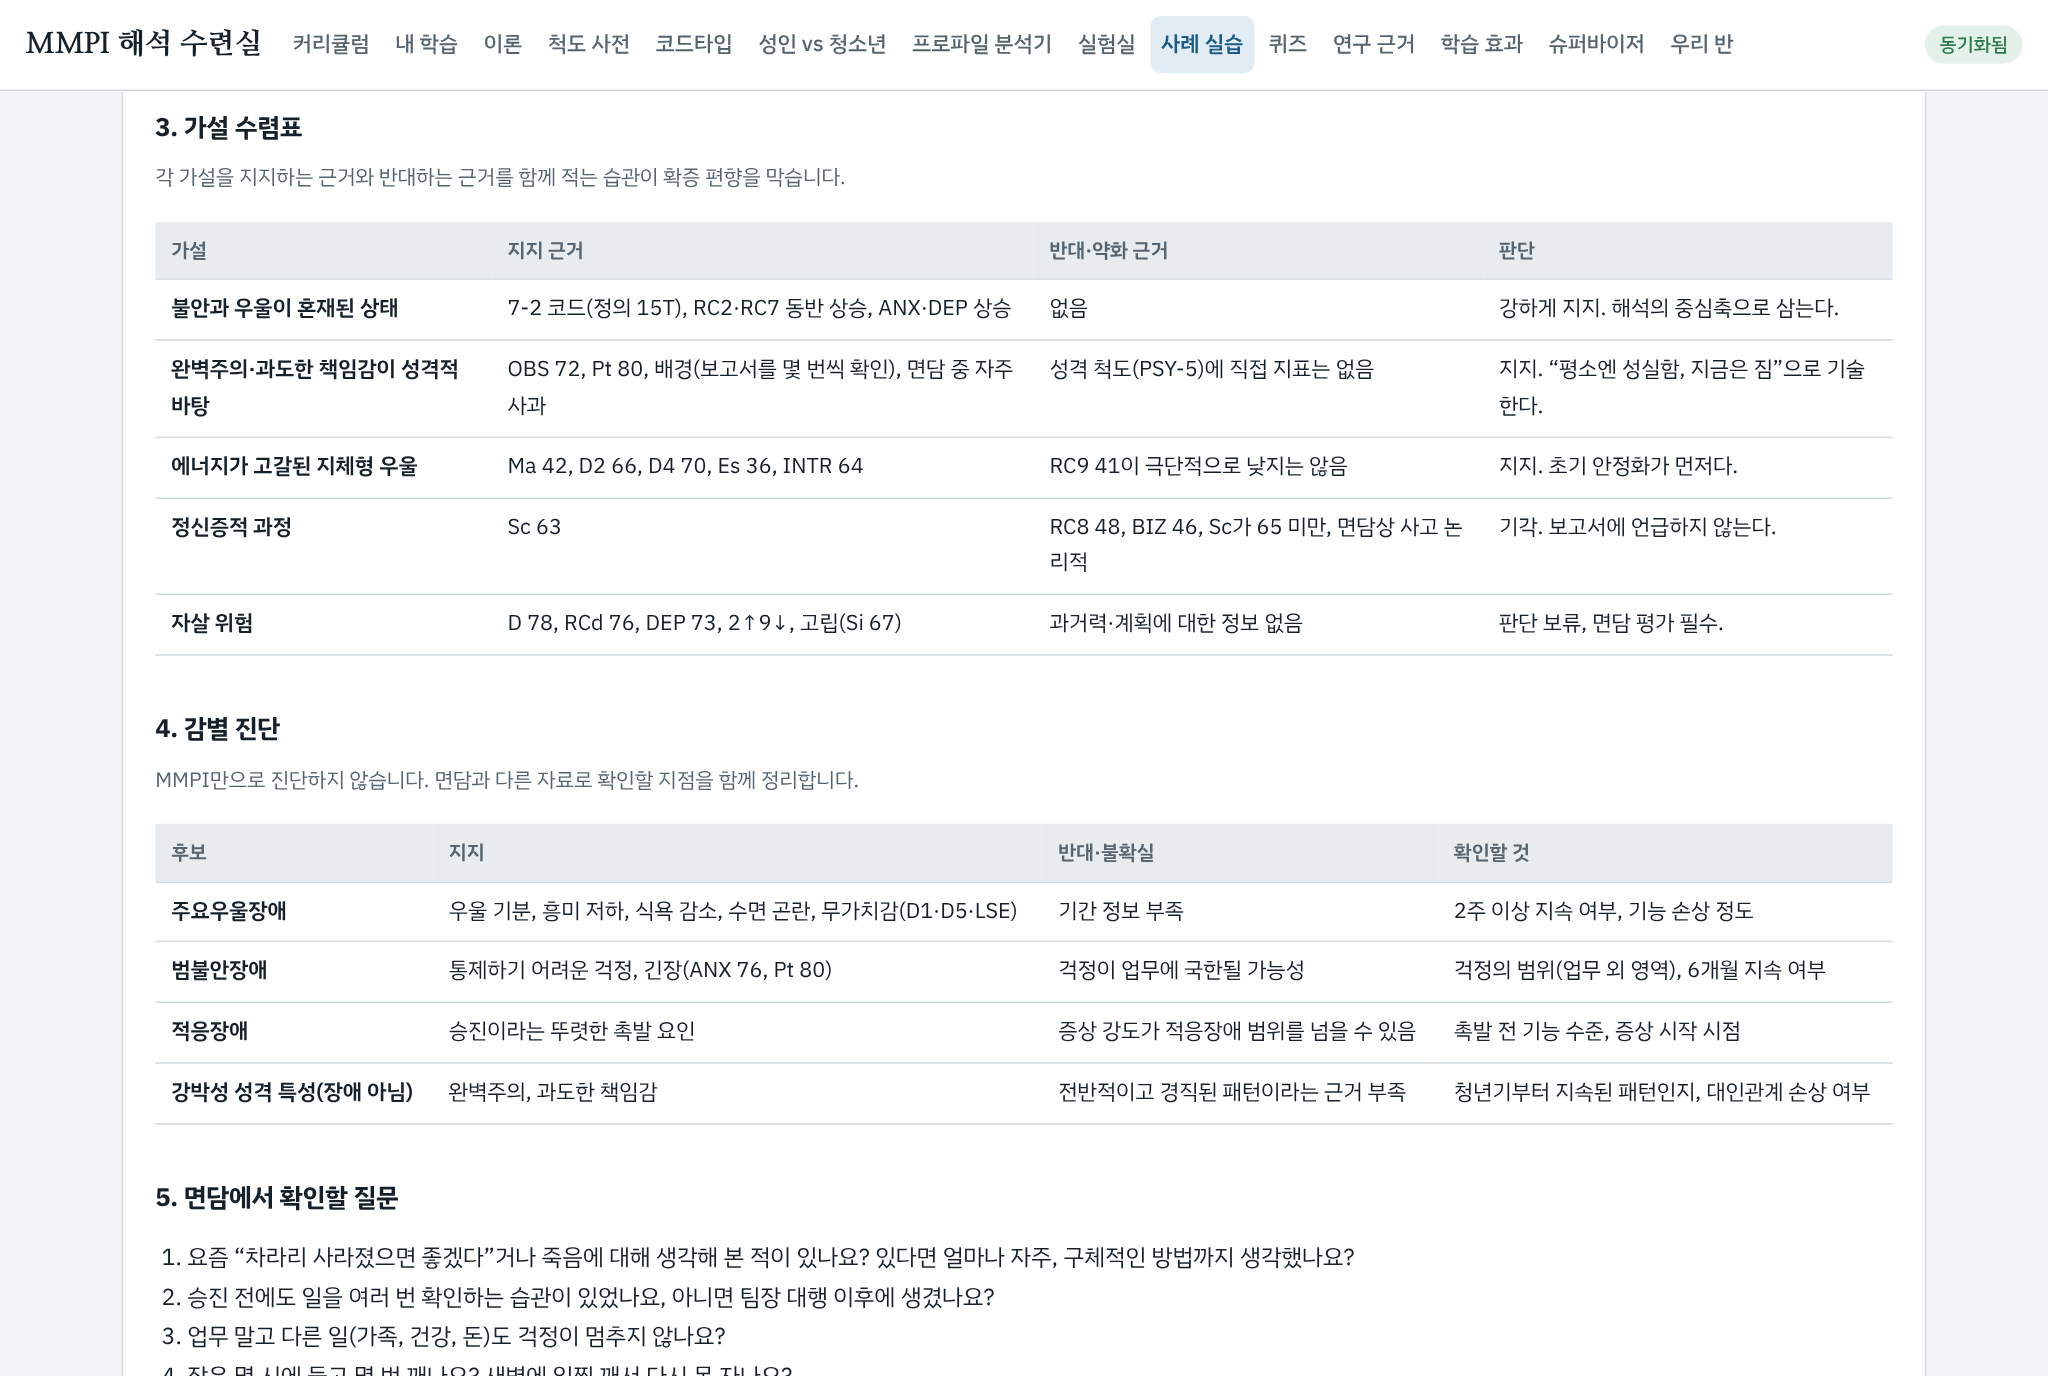 MMPI 해석 수련실 커리큘럼 내 학습 이론 척도 사전 코드타입 성인 vs 청소년 프로파일 분석기 실험실 사례 실습 퀴즈 연구 근거 학습 효과 슈퍼바이저 우리 반 동기화됨
3. 가설 수렴표
각 가설을 지지하는 근거와 반대하는 근거를 함께 적는 습관이 확증 편향을 막습니다.
가설 지지 근거 반대·약화 근거 판단
불안과 우울이 혼재된 상태 7-2 코드(정의 15T), RC2·RC7 동반 상승, ANX·DEP 상승 없음 강하게 지지. 해석의 중심축으로 삼는다.
완벽주의·과도한 책임감이 성격적 OBS 72, Pt 80, 배경(보고서를 몇 번씩 확인), 면담 중 자주 성격 척도(PSY-5)에 직접 지표는 없음 지지. “평소엔 성실함, 지금은 짐”으로 기술
바탕 사과 한다.
에너지가 고갈된 지체형 우울 Ma 42, D2 66, D4 70, Es 36, INTR 64 RC9 41이 극단적으로 낮지는 않음 지지. 초기 안정화가 먼저다.
정신증적 과정 Sc 63 RC8 48, BIZ 46, Sc가 65 미만, 면담상 사고 논 기각. 보고서에 언급하지 않는다.
리적
자살 위험 D 78, RCd 76, DEP 73, 2↑9↓, 고립(Si 67) 과거력·계획에 대한 정보 없음 판단 보류, 면담 평가 필수.
4. 감별 진단
MMPI만으로 진단하지 않습니다. 면담과 다른 자료로 확인할 지점을 함께 정리합니다.
후보 지지 반대·불확실 확인할 것
주요우울장애 우울 기분, 흥미 저하, 식욕 감소, 수면 곤란, 무가치감(D1·D5·LSE) 기간 정보 부족 2주 이상 지속 여부, 기능 손상 정도
범불안장애 통제하기 어려운 걱정, 긴장(ANX 76, Pt 80) 걱정이 업무에 국한될 가능성 걱정의 범위(업무 외 영역), 6개월 지속 여부
적응장애 승진이라는 뚜렷한 촉발 요인 증상 강도가 적응장애 범위를 넘을 수 있음 촉발 전 기능 수준, 증상 시작 시점
강박성 성격 특성(장애 아님) 완벽주의, 과도한 책임감 전반적이고 경직된 패턴이라는 근거 부족 청년기부터 지속된 패턴인지, 대인관계 손상 여부
5. 면담에서 확인할 질문
1. 요즘 “차라리 사라졌으면 좋겠다”거나 죽음에 대해 생각해 본 적이 있나요? 있다면 얼마나 자주, 구체적인 방법까지 생각했나요?
2. 승진 전에도 일을 여러 번 확인하는 습관이 있었나요, 아니면 팀장 대행 이후에 생겼나요?
3. 업무 말고 다른 일(가족, 건강, 돈)도 걱정이 멈추지 않나요?
4. 잠은 몇 시에 들고 몇 번 깨나요? 새벽에 일찍 깨서 다시 못 자나요?